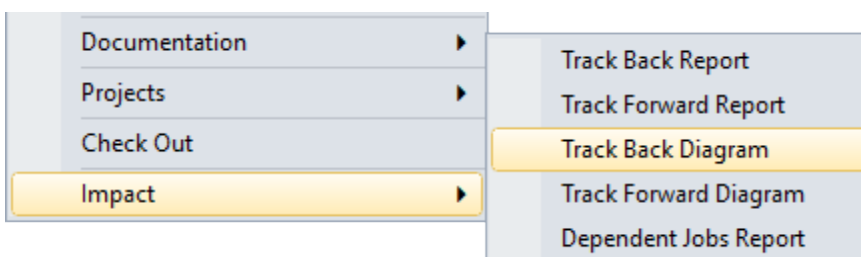 Documentation
Projects
Check Out
Impact
Track Back Report
Track Forward Report
Track Back Diagram
Track Forward Diagram
Dependent Jobs Report